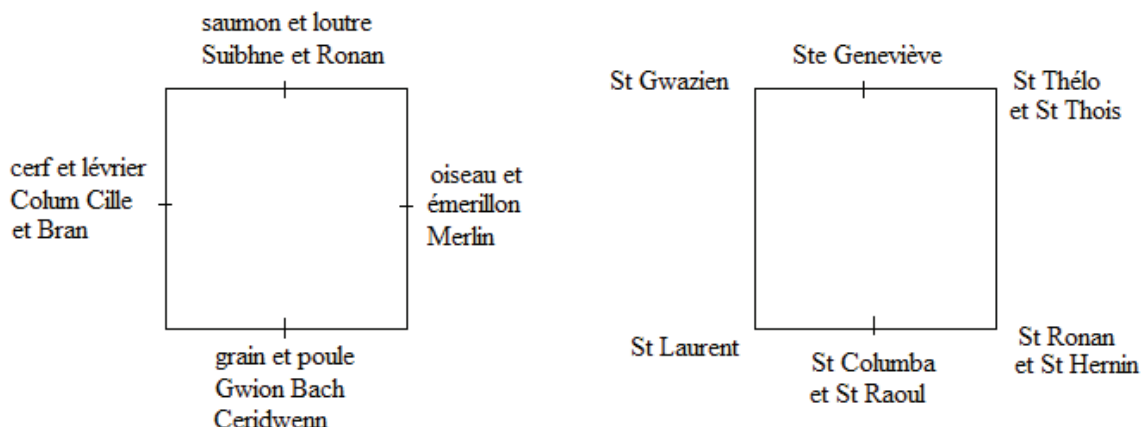 saumon et loutre
Suibhne et Ronan
cerf et lévrier
Colum Cille
et Bran
oiseau et
émerillon
Merlin
grain et poule
Gwion Bach
Ceridwenn
Ste Geneviève
St Gwazien
St Thélo
et St Thois
St Laurent
St Columba
et St Raoul
St Ronan
et St Hernin